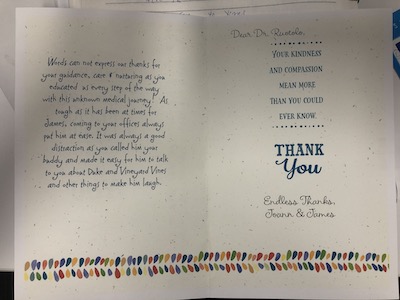 Words can not express our thanks for
your guidance, care & nurturing as you
educated us every step of the way
with this unknown medical journey! As
tough as it has been at times for
James, coming to your offices always
put him at ease. It was always a good
distraction as you called him your
buddy and made it easy for him to talk
to you about Duke and Vineyard Vines
and other things to make him laugh.
Dear Dr. Ruotolo,
YOUR KINDNESS
AND COMPASSION
MEAN MORE
THAN YOU COULD
EVER KNOW.
THANK
You
Endless Thanks,
Joann & James